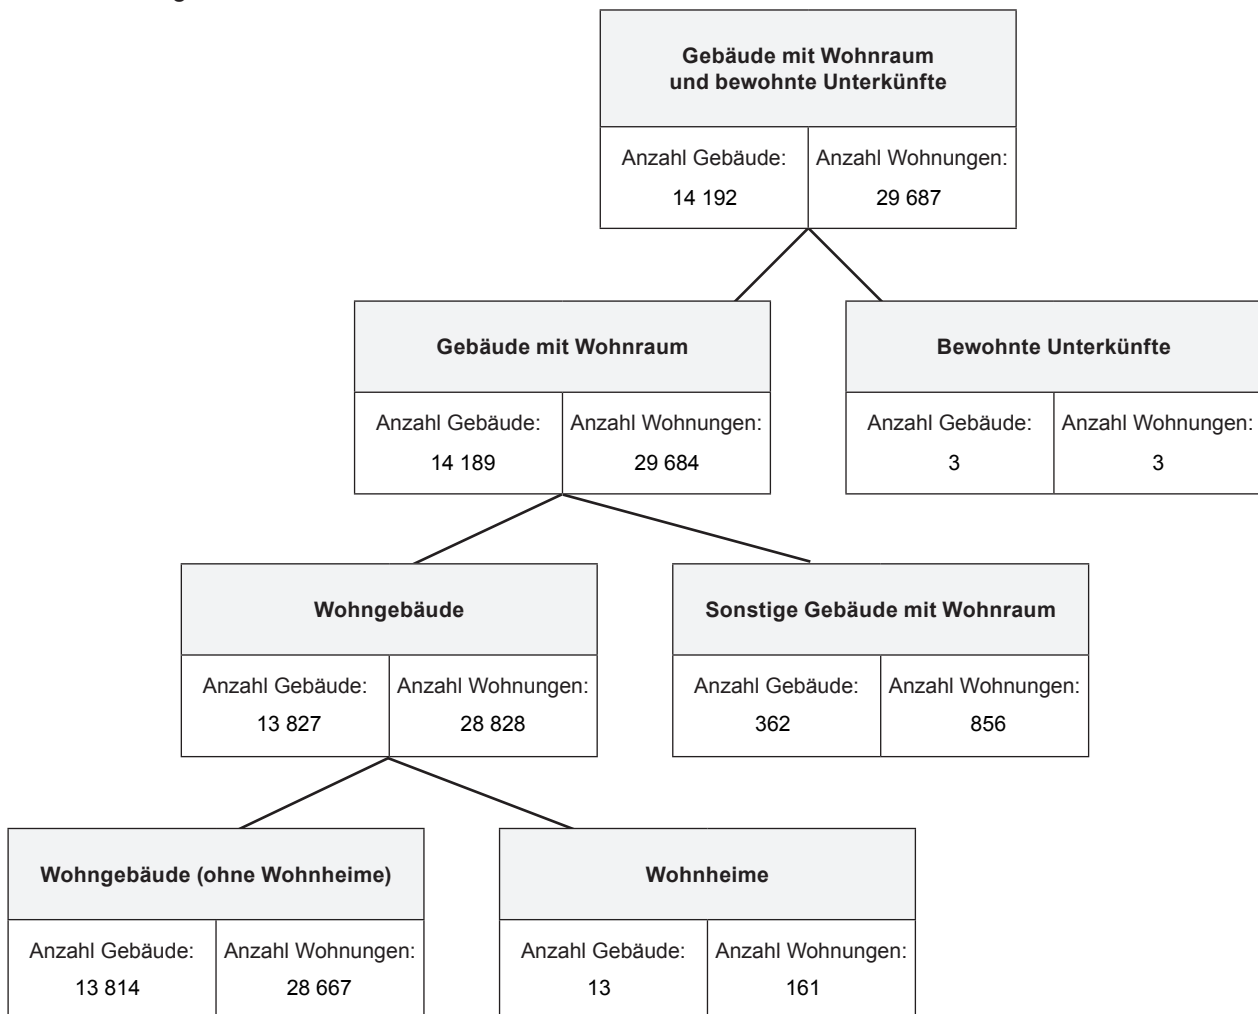 Gebäude mit Wohnraum
und bewohnte Unterkünfte
Anzahl Gebäude: Anzahl Wohnungen:
14 192 29 687
Gebäude mit Wohnraum Bewohnte Unterkünfte
Anzahl Gebäude: Anzahl Wohnungen: Anzahl Gebäude: Anzahl Wohnungen:
14 189 29 684 3 3
Wohngebäude Sonstige Gebäude mit Wohnraum
Anzahl Gebäude: Anzahl Wohnungen: Anzahl Gebäude: Anzahl Wohnungen:
13 827 28 828 362 856
Wohngebäude (ohne Wohnheime) Wohnheime
Anzahl Gebäude: Anzahl Wohnungen: Anzahl Gebäude: Anzahl Wohnungen:
13 814 28 667 13 161